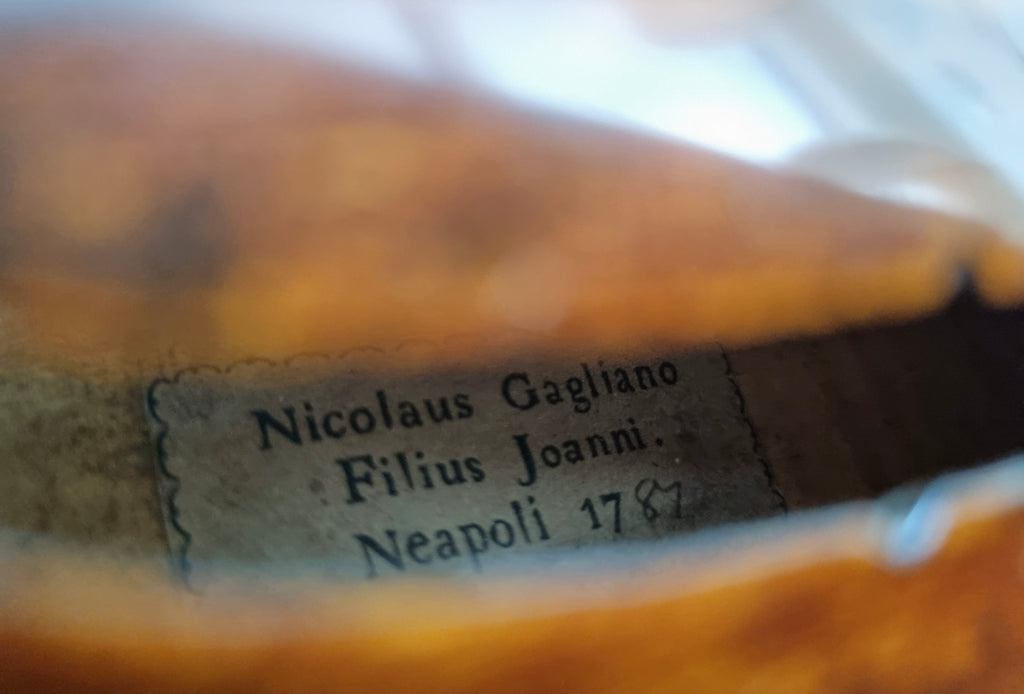 Nicolaus Gagliano
Filius Joanni.
Neapoli 1787